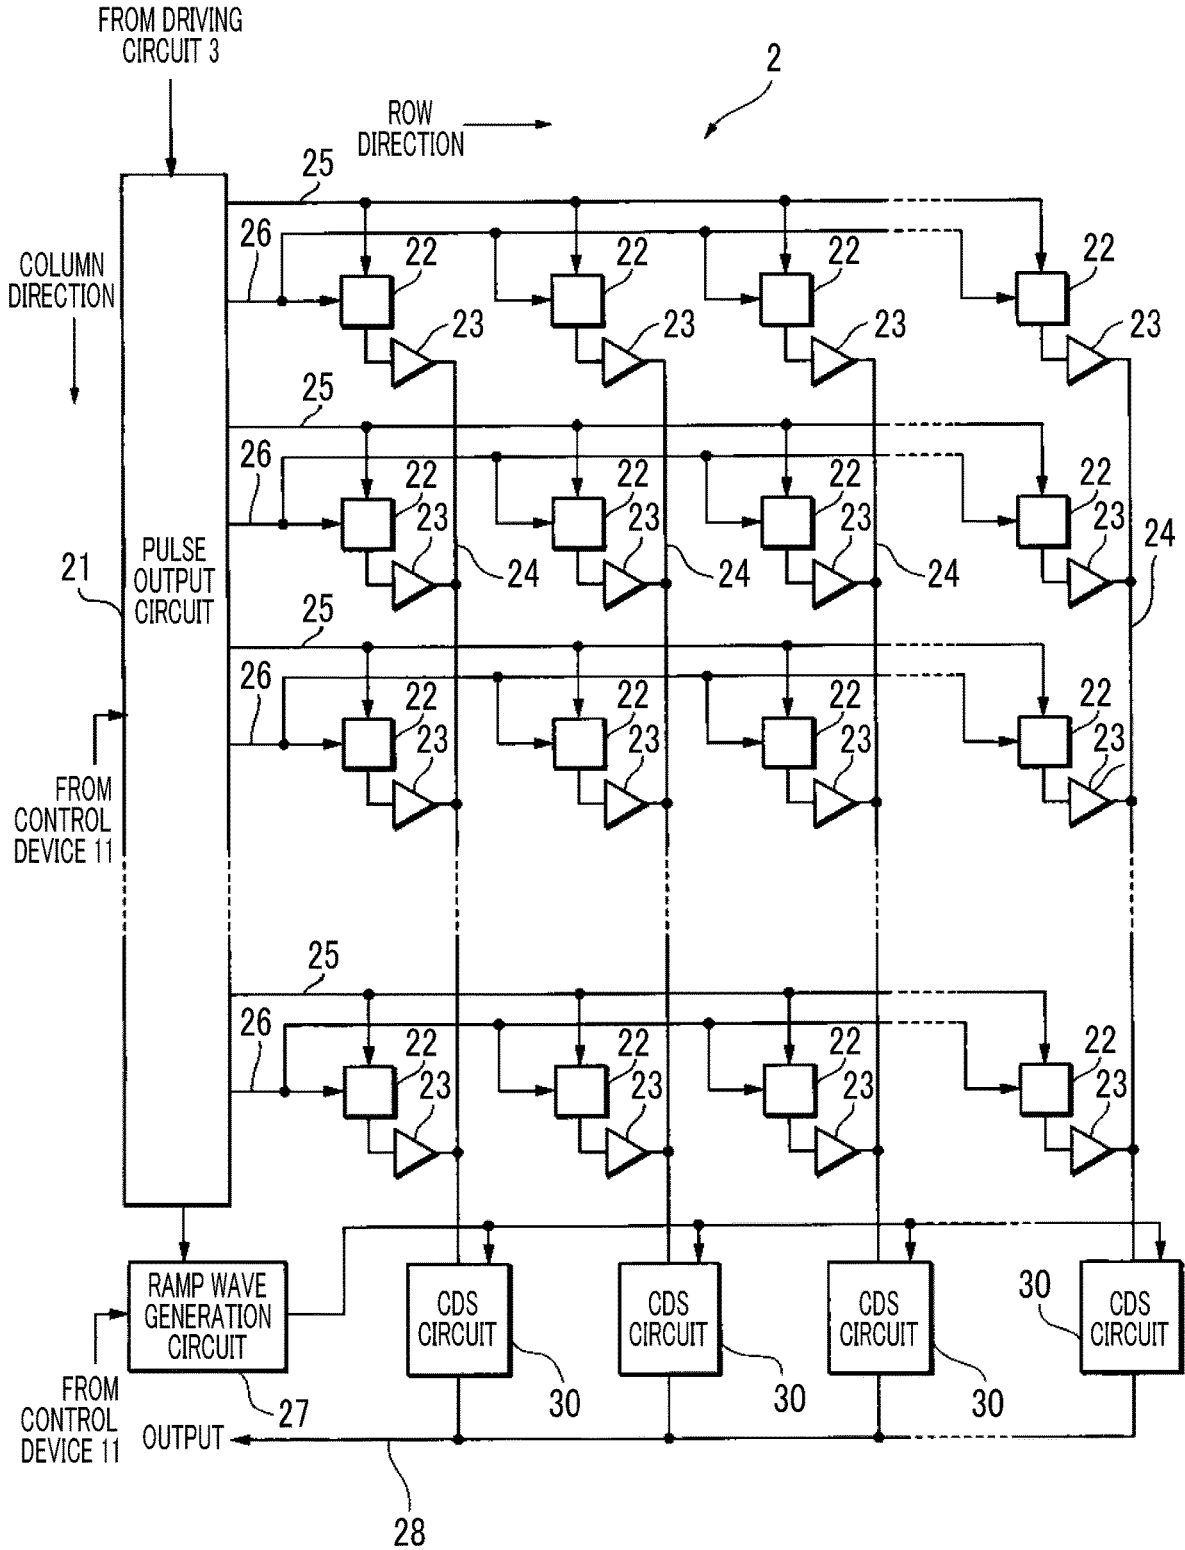 FROM DRIVING
CIRCUIT 3
2
ROW
DIRECTION
COLUMN
DIRECTION
25
26
22
22
22
22
23
23
23
23
25
26
22
22
22
22
23
23
23
23
24
24
24
24
21
PULSE
OUTPUT
CIRCUIT
25
26
22
22
22
22
23
23
23
23
FROM
CONTROL
DEVICE 11
25
26
22
22
22
22
23
23
23
23
RAMP WAVE
GENERATION
CIRCUIT
CDS
CIRCUIT
CDS
CIRCUIT
CDS
CIRCUIT
30
CDS
CIRCUIT
FROM
CONTROL
DEVICE 11
27
30
30
30
OUTPUT
28